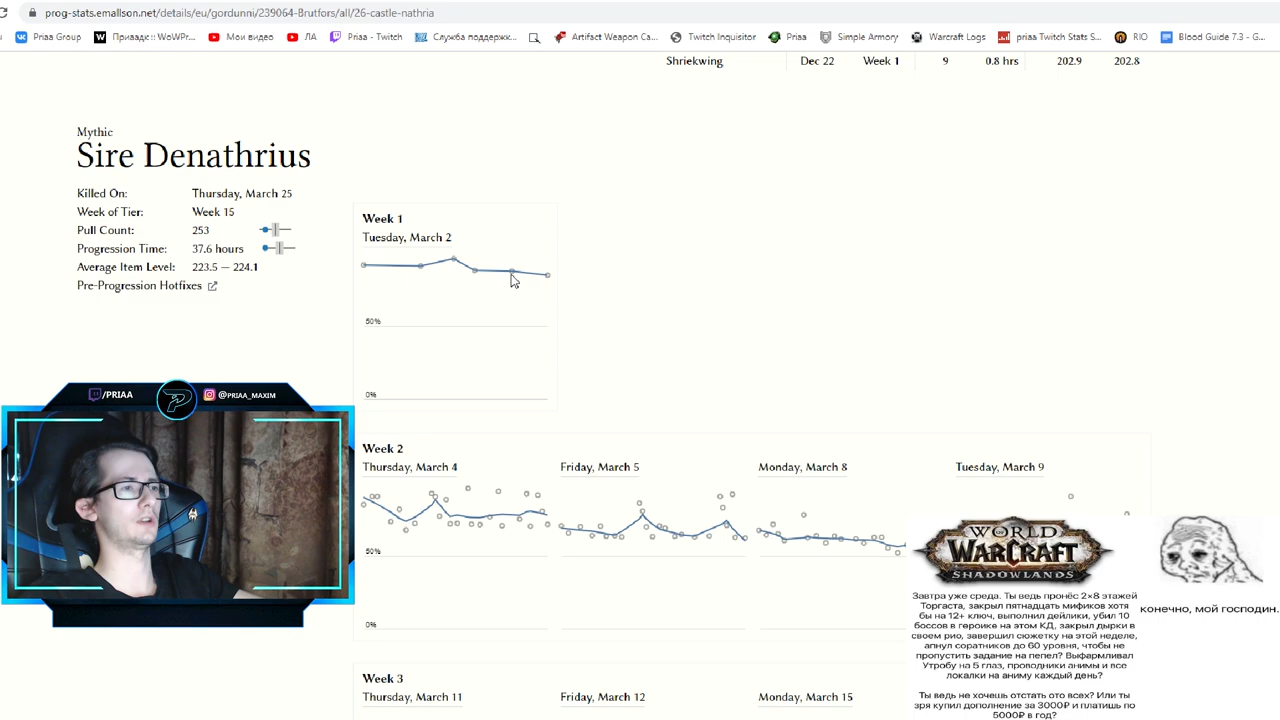 prog-stats.emallson.net/details/eu/gordunni/239064-Brutfors/all/26-castle-nathria
Priaa Group
Приваадк :: WoWPr...
Мои видео
ЛА
Priaa - Twitch
Служба поддержк...
Artifact Weapon Ca...
Twitch Inquisitor
Priaa
Simple Armory
Warcraft Logs
priaa Twitch Stats S...
RIO
Blood Guide 7.3 - G...
Shriekwing Dec 22 Week 1 9 0.8 hrs 202.9 202.8
Mythic
Sire Denathrius
Killed On: Thursday, March 25
Week of Tier: Week 15
Pull Count: 253
Progression Time: 37.6 hours
Average Item Level: 223.5 — 224.1
Pre-Progression Hotfixes
Week 1
Tuesday, March 2
50%
0%
Week 2
Thursday, March 4 Friday, March 5 Monday, March 8 Tuesday, March 9
50%
0%
Week 3
Thursday, March 11 Friday, March 12 Monday, March 15
/PRIAA
@PRIAA_MAXIM
WORLD
WARCRAFT
SHADOWLANDS
Завтра уже среда. Ты ведь пронёс 2×8 этажей
Торгаста, закрыл пятнадцать мификов хотя
бы на 12+ ключ, выполнил дейлики, убил 10
боссов в героике на этом КД, закрыл дырки в
своем рио, завершил сюжетку на этой неделе,
апнул соратников до 60 уровня, чтобы не
пропустить задание на пепел? Выфармливал
Утробу на 5 глаз, проводники анимы и все
локалки на аниму каждый день?
Ты ведь не хочешь отстать ото всех? Или ты
зря купил дополнение за 3000₽ и платишь по
5000₽ в год?
конечно, мой господин.